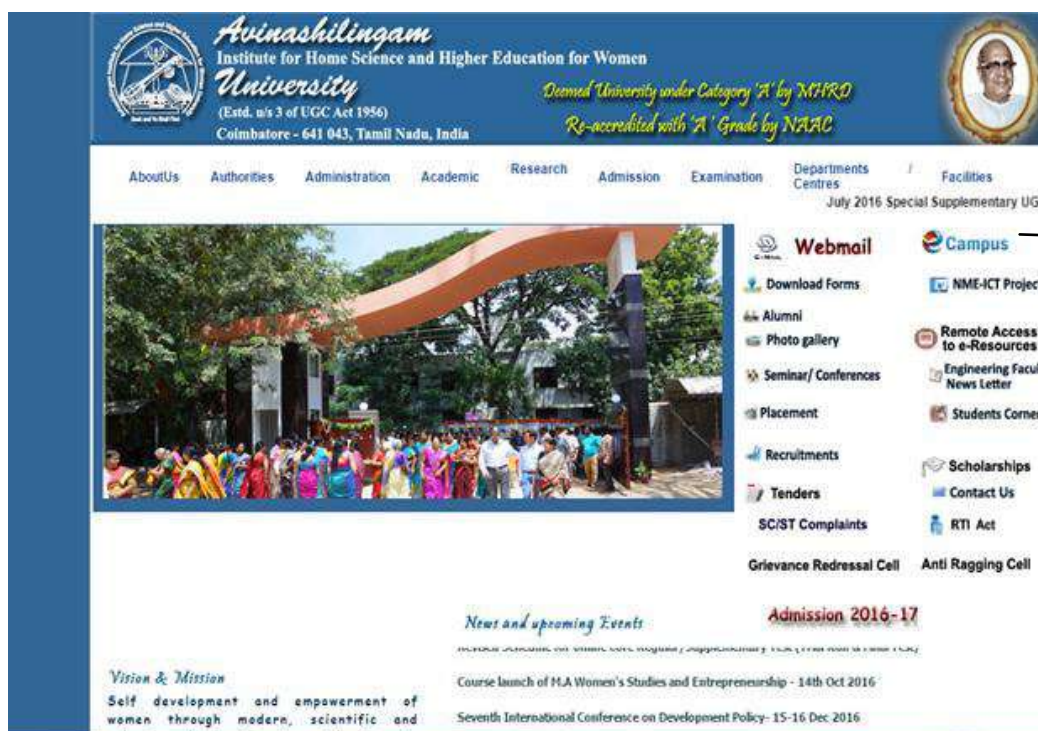 Avinashilingam
Institute for Home Science and Higher Education for Women
University
(Estd. u/s 3 of UGC Act 1956)
Coimbatore - 641 043, Tamil Nadu, India
Deemed University under Category 'A' by MHRD
Re-accredited with 'A' Grade by NAAC
AboutUs Authorities Administration Academic Research Admission Examination Departments / Centres Facilities
July 2016 Special Supplementary UG
Webmail
Campus
Download Forms
NME-ICT Project
Alumni
Photo gallery
Remote Access
to e-Resources
Seminar/ Conferences
Engineering Facul
News Letter
Placement
Students Corner
Recruitments
Scholarships
Tenders
Contact Us
SC/ST Complaints
RTI Act
Grievance Redressal Cell
Anti Ragging Cell
News and upcoming Events
Admission 2016-17
Vision & Mission
Self development and empowerment of
women through modern, scientific and
Course launch of M.A Women's Studies and Entrepreneurship - 14th Oct 2016
Seventh International Conference on Development Policy- 15-16 Dec 2016